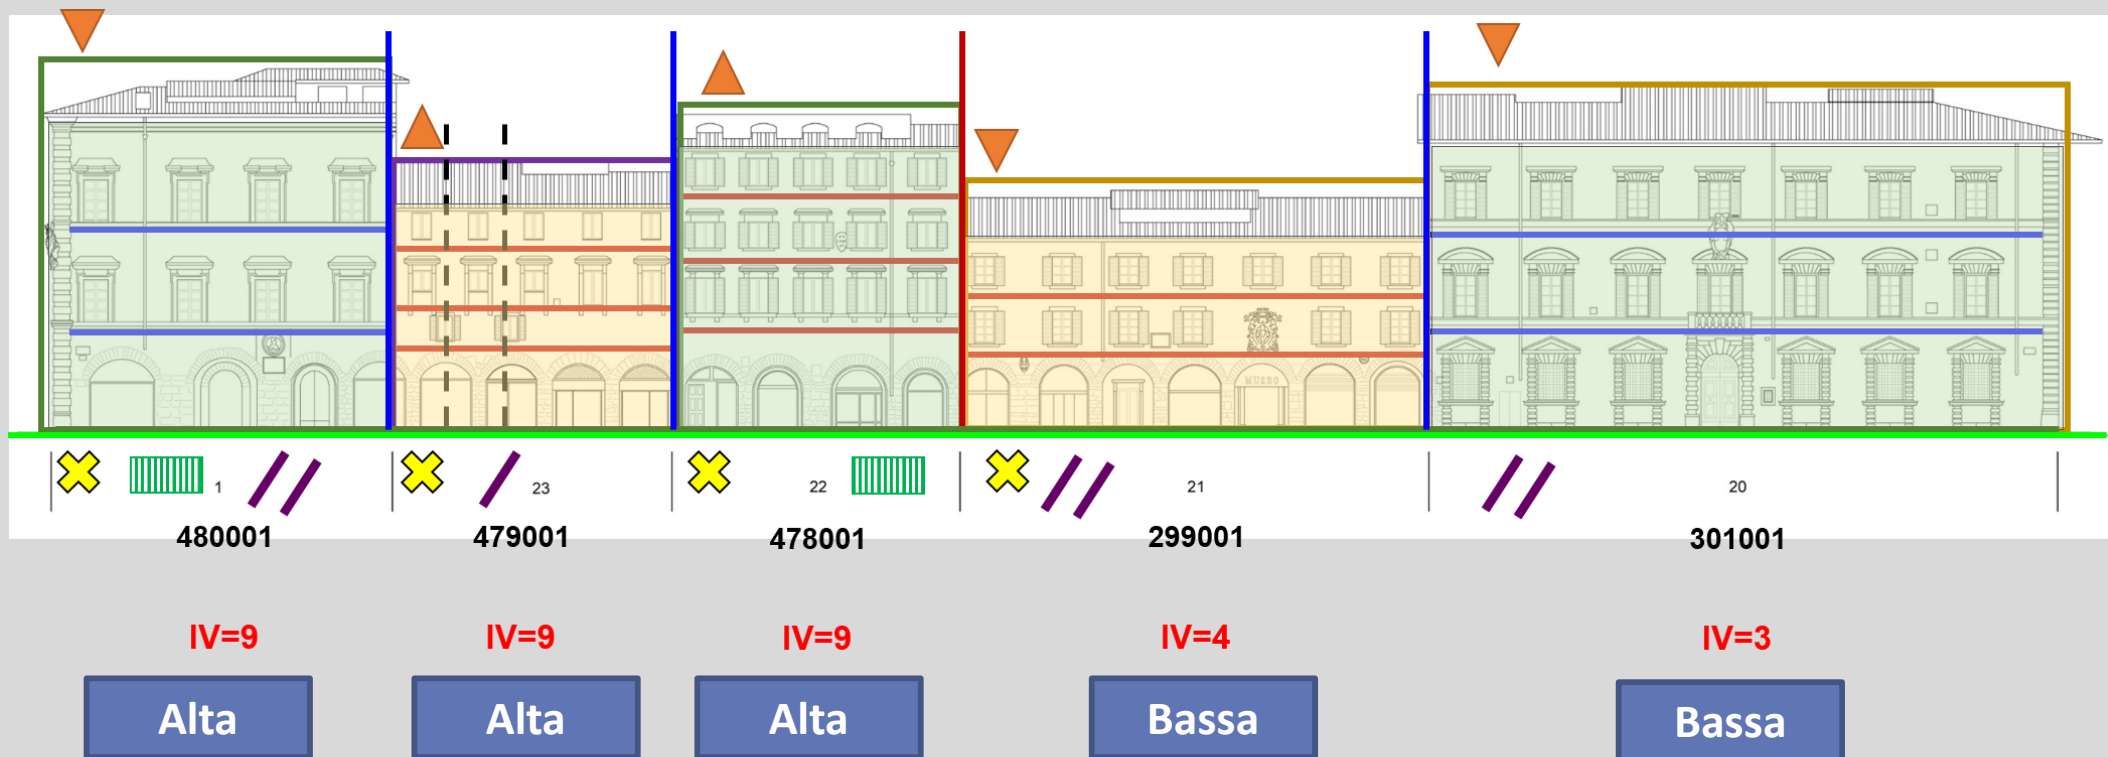 MUSEO
1
23
22
21
20
480001
479001
478001
299001
301001
IV=9
IV=9
IV=9
IV=4
IV=3
Alta
Alta
Alta
Bassa
Bassa